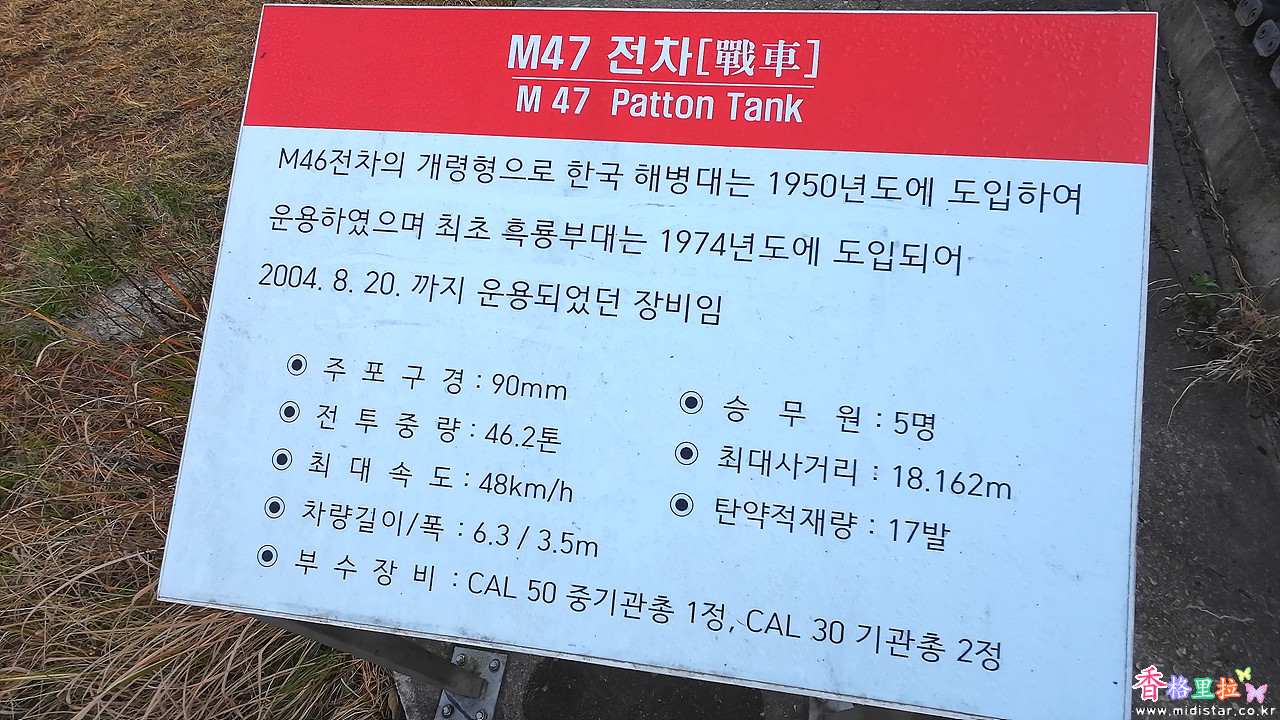 M47 전차[戰車]
M 47 Patton Tank
M46전차의 개령형으로 한국 해병대는 1950년도에 도입하여
운용하였으며 최초 흑룡부대는 1974년도에 도입되어
2004. 8. 20. 까지 운용되었던 장비임
◉ 주 포 구 경 : 90mm
◉ 전 투 중 량 : 46.2톤
◉ 최 대 속 도 : 48km/h
◉ 차량길이/폭 : 6.3 / 3.5m
◉ 부 수 장 비 : CAL 50 중기관총 1정, CAL 30 기관총 2정
◉ 승 무 원 : 5명
◉ 최대사거리 : 18.162m
◉ 탄약적재량 : 17발
香格里拉
www.midistar.co.kr